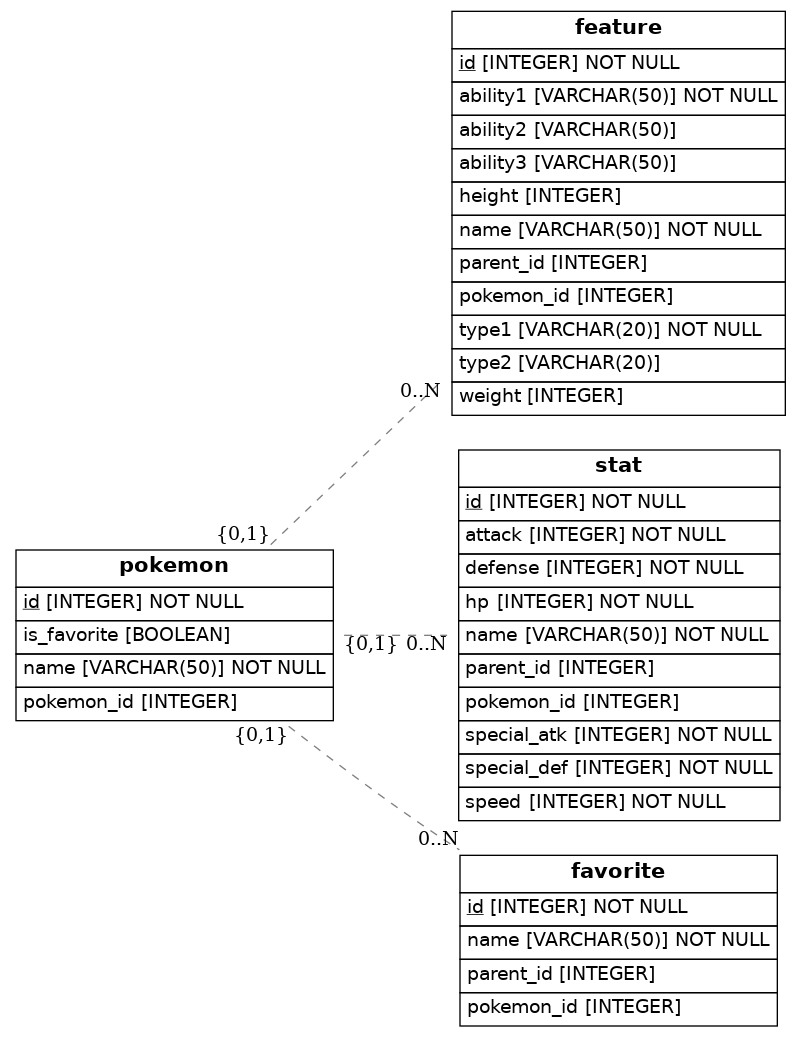 feature
id [INTEGER] NOT NULL
ability1 [VARCHAR(50)] NOT NULL
ability2 [VARCHAR(50)]
ability3 [VARCHAR(50)]
height [INTEGER]
name [VARCHAR(50)] NOT NULL
parent_id [INTEGER]
pokemon_id [INTEGER]
type1 [VARCHAR(20)] NOT NULL
type2 [VARCHAR(20)]
weight [INTEGER]
0..N
{0,1}
pokemon
id [INTEGER] NOT NULL
is_favorite [BOOLEAN]
name [VARCHAR(50)] NOT NULL
pokemon_id [INTEGER]
{0,1} 0..N
stat
id [INTEGER] NOT NULL
attack [INTEGER] NOT NULL
defense [INTEGER] NOT NULL
hp [INTEGER] NOT NULL
name [VARCHAR(50)] NOT NULL
parent_id [INTEGER]
pokemon_id [INTEGER]
special_atk [INTEGER] NOT NULL
special_def [INTEGER] NOT NULL
speed [INTEGER] NOT NULL
{0,1}
0..N
favorite
id [INTEGER] NOT NULL
name [VARCHAR(50)] NOT NULL
parent_id [INTEGER]
pokemon_id [INTEGER]